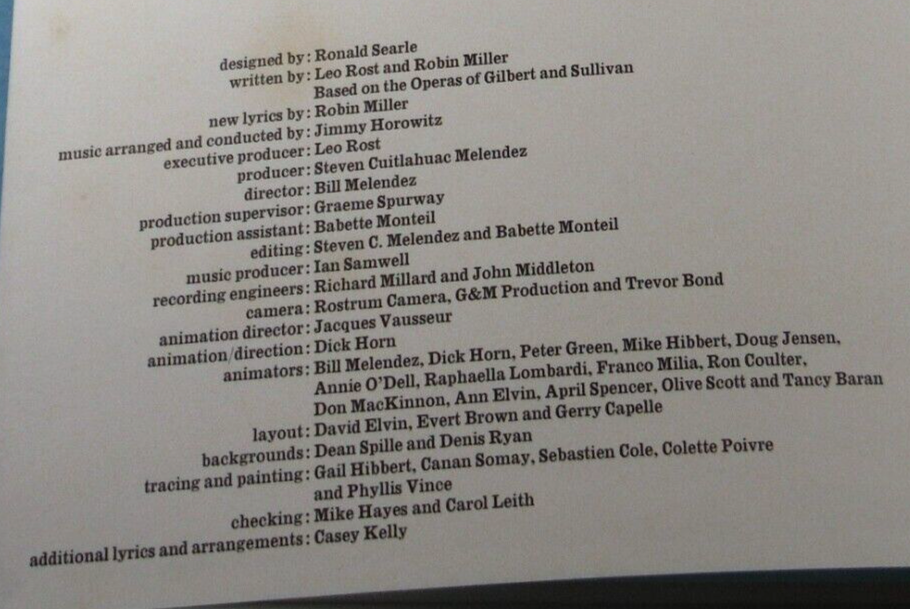 designed by: Ronald Searle
written by: Leo Rost and Robin Miller
Based on the Operas of Gilbert and Sullivan
new lyrics by: Robin Miller
music arranged and conducted by: Jimmy Horowitz
executive producer: Leo Rost
producer: Steven Cuitlahuac Melendez
director: Bill Melendez
production supervisor: Graeme Spurway
production assistant: Babette Monteil
editing: Steven C. Melendez and Babette Monteil
music producer: Ian Samwell
recording engineers: Richard Millard and John Middleton
camera: Rostrum Camera, G&M Production and Trevor Bond
animation director: Jacques Vausseur
animation/direction: Dick Horn
animators: Bill Melendez, Dick Horn, Peter Green, Mike Hibbert, Doug Jensen,
Annie O'Dell, Raphaella Lombardi, Franco Milia, Ron Coulter,
Don MacKinnon, Ann Elvin, April Spencer, Olive Scott and Tancy Baran
layout: David Elvin, Evert Brown and Gerry Capelle
backgrounds: Dean Spille and Denis Ryan
tracing and painting: Gail Hibbert, Canan Somay, Sebastien Cole, Colette Poivre
and Phyllis Vince
checking: Mike Hayes and Carol Leith
additional lyrics and arrangements: Casey Kelly